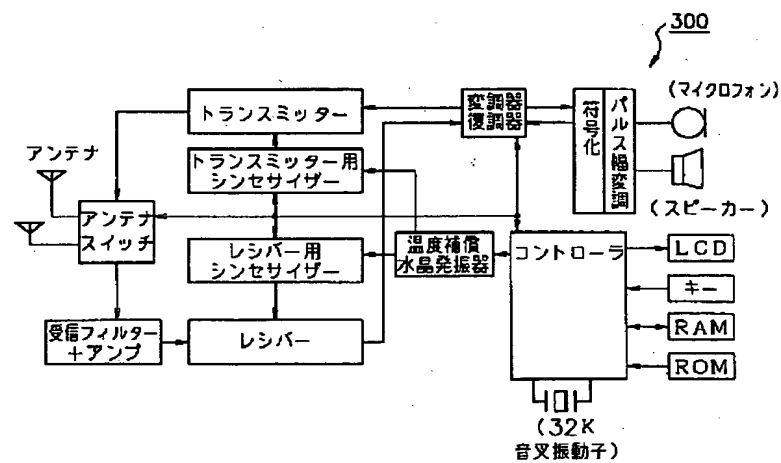 300
トランスミッター
変調器
復調器
符号化
パルス幅変調
(マイクロフォン)
アンテナ
トランスミッター用
シンセサイザー
アンテナ
スイッチ
(スピーカー)
レシバー用
シンセサイザー
温度補償
水晶発振器
コントローラ
LCD
キー
RAM
ROM
受信フィルター
+アンプ
レシバー
(32K
音叉振動子)